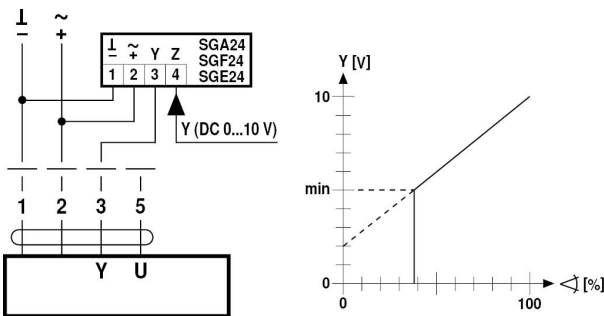 ⊥ ~
− +
⊥ ~ Y Z
− +
1 2 3 4
SGA24
SGF24
SGE24
Y (DC 0...10 V)
1 2 3 5
Y U
Y [V]
10
min
0
0 100
∢ [%]